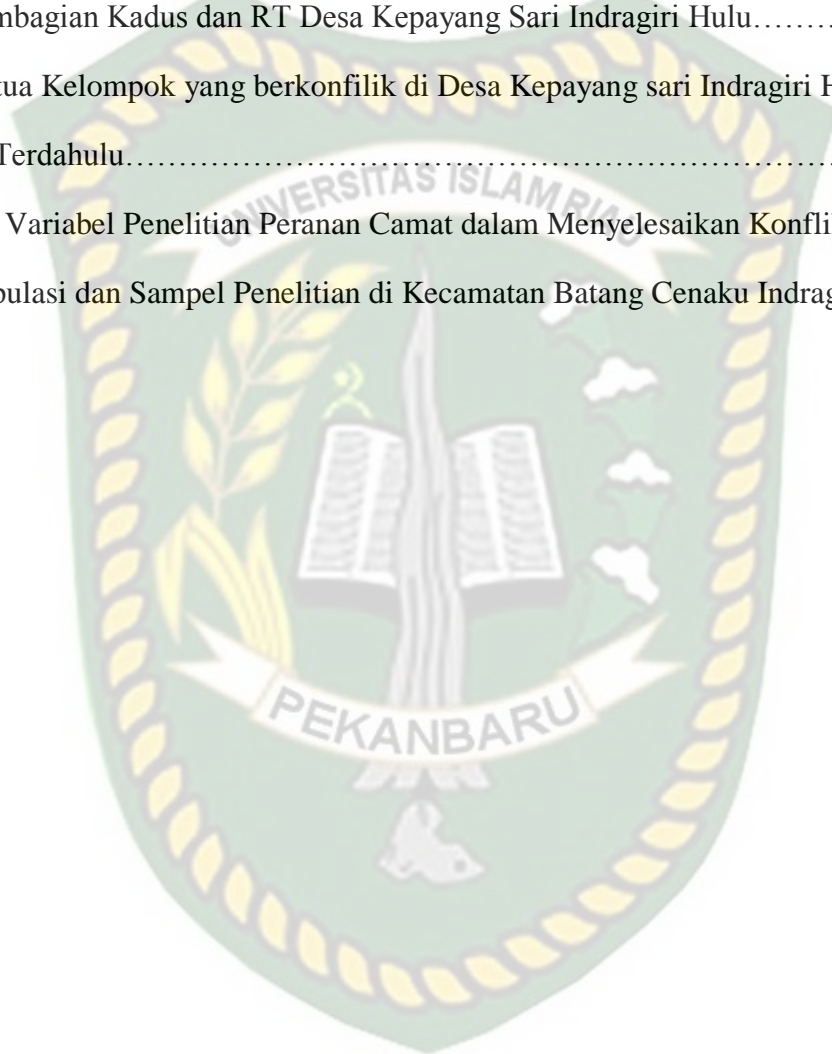 mbagian Kadus dan RT Desa Kepayang Sari Indragiri Hulu……..
tua Kelompok yang berkonfilik di Desa Kepayang sari Indragiri H
Terdahulu……………………………………………………………….
UNIVERSITAS ISLAM RIAU
Variabel Penelitian Peranan Camat dalam Menyelesaikan Konfli
pulasi dan Sampel Penelitian di Kecamatan Batang Cenaku Indrag
PEKANBARU